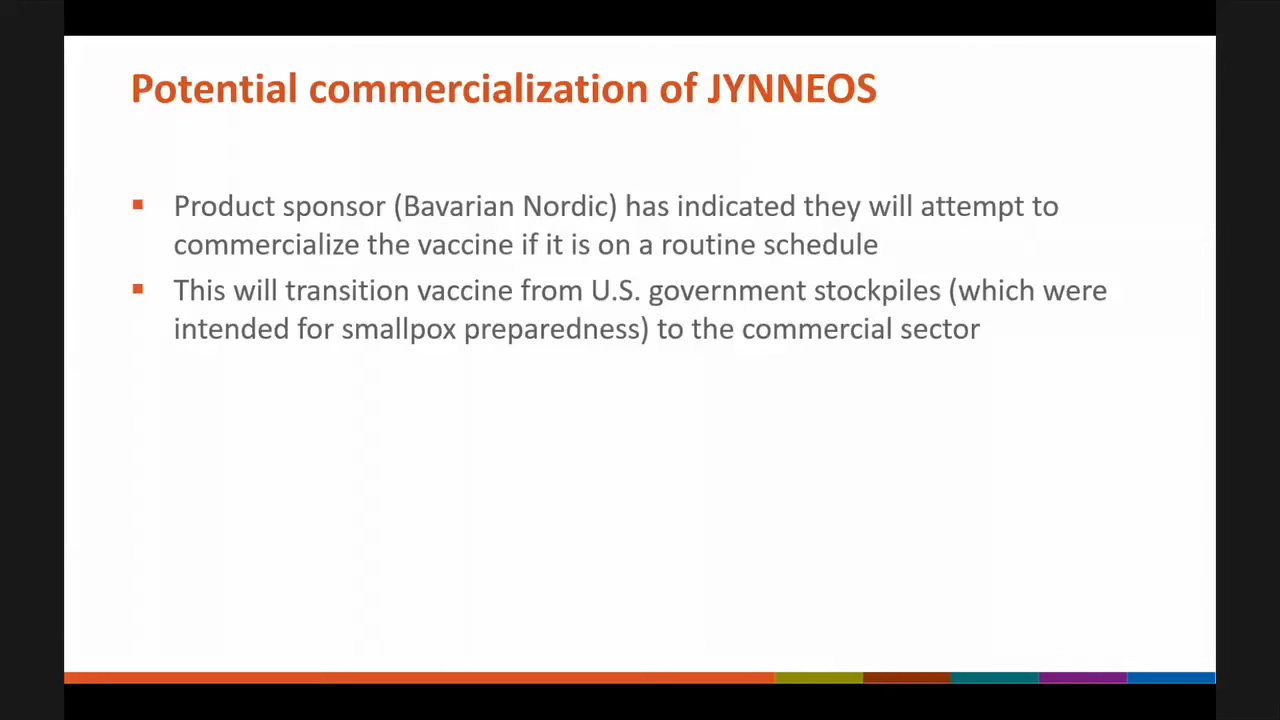 Potential commercialization of JYNNEOS
▪ Product sponsor (Bavarian Nordic) has indicated they will attempt to
commercialize the vaccine if it is on a routine schedule
▪ This will transition vaccine from U.S. government stockpiles (which were
intended for smallpox preparedness) to the commercial sector